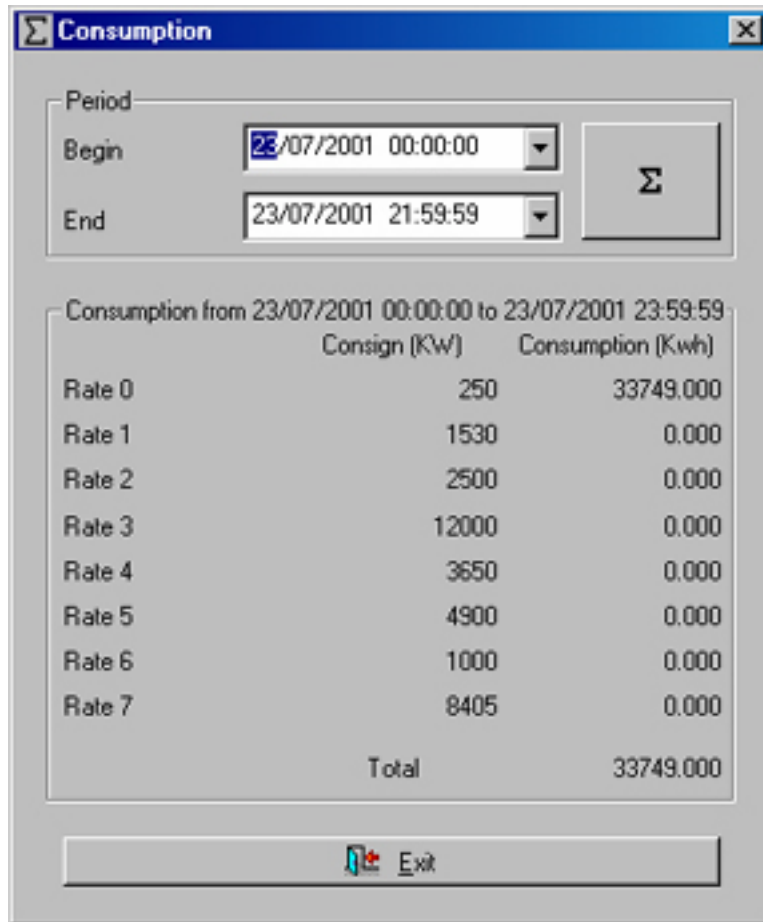 Σ Consumption
Period
Begin 23/07/2001 00:00:00
Σ
End 23/07/2001 21:59:59
Consumption from 23/07/2001 00:00:00 to 23/07/2001 23:59:59
Consign (KW) Consumption (Kwh)
Rate 0 250 33749.000
Rate 1 1530 0.000
Rate 2 2500 0.000
Rate 3 12000 0.000
Rate 4 3650 0.000
Rate 5 4900 0.000
Rate 6 1000 0.000
Rate 7 8405 0.000
Total 33749.000
Exit